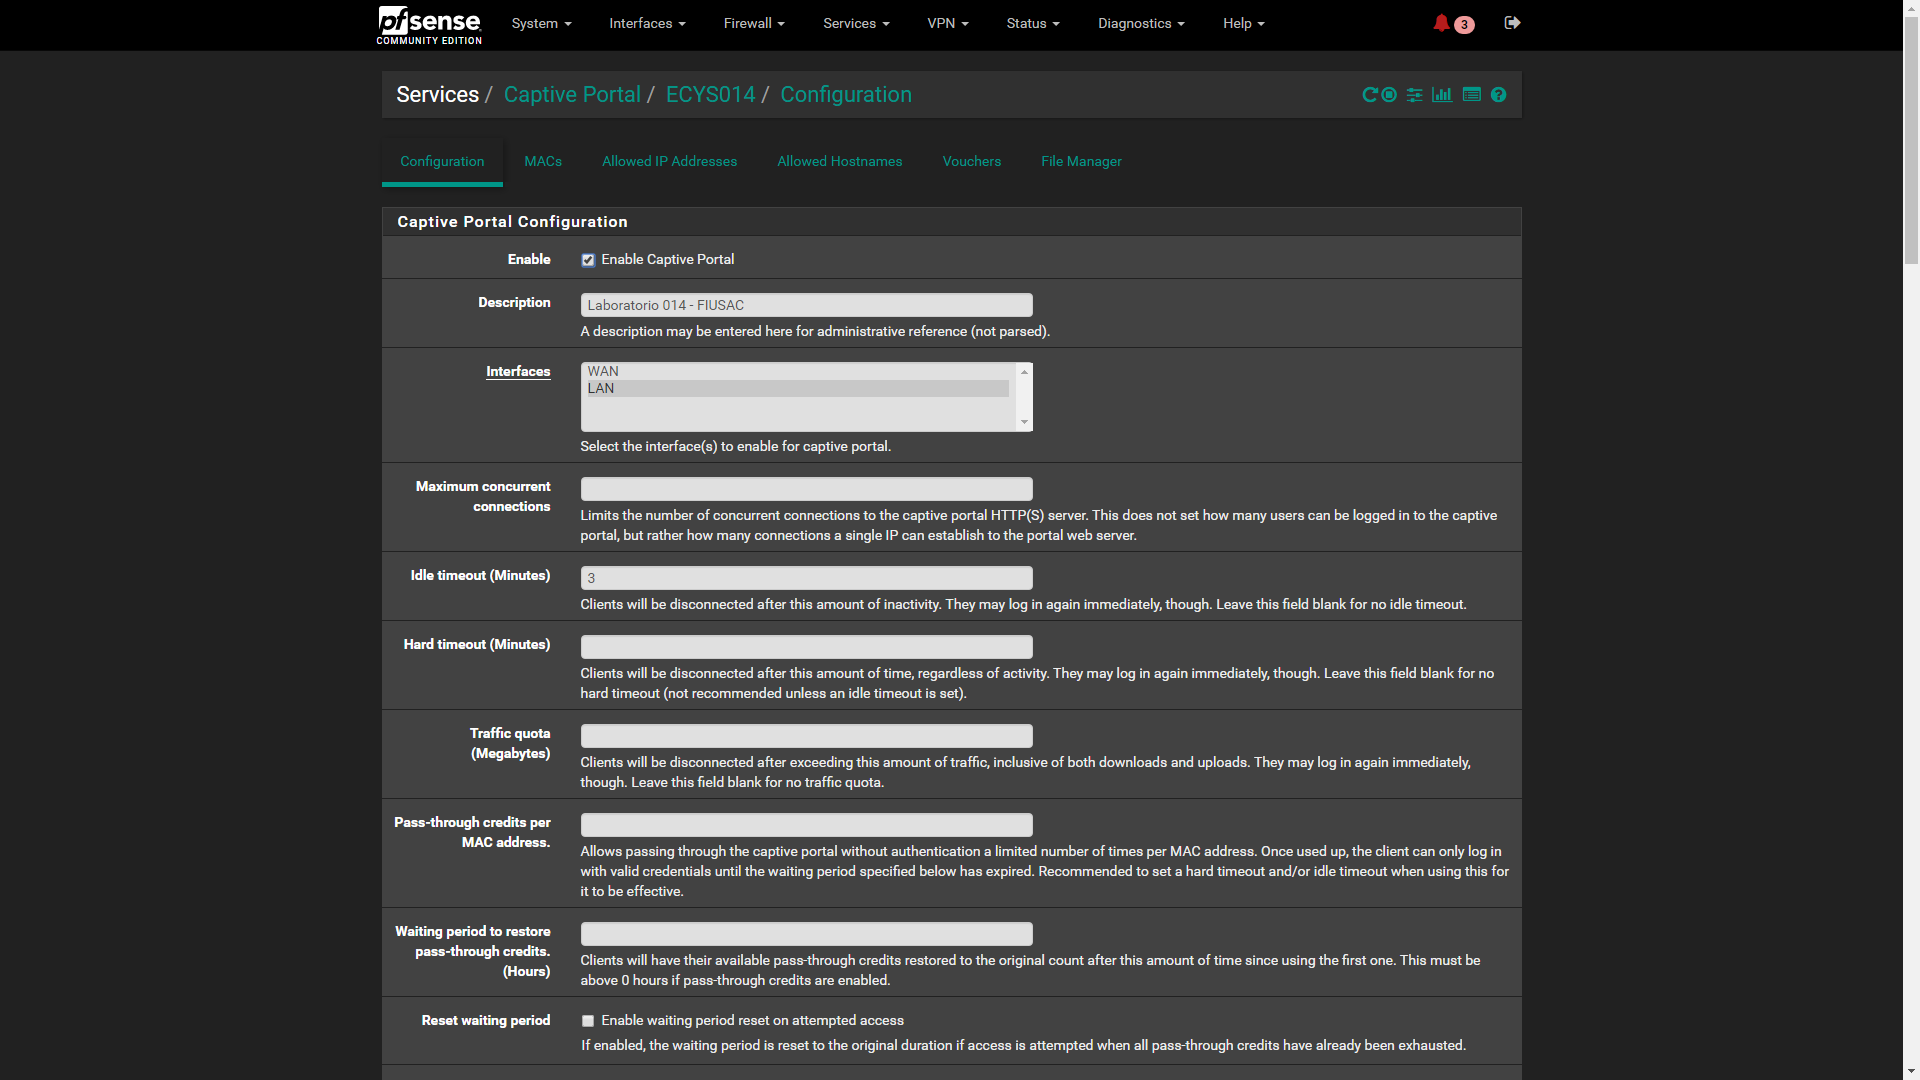 pfsense
COMMUNITY EDITION
System
Interfaces
Firewall
Services
VPN
Status
Diagnostics
Help
3
Services / Captive Portal / ECYS014 / Configuration
Configuration
MACs
Allowed IP Addresses
Allowed Hostnames
Vouchers
File Manager
Captive Portal Configuration
Enable
Enable Captive Portal
Description
Laboratorio 014 - FIUSAC
A description may be entered here for administrative reference (not parsed).
Interfaces
WAN
LAN
Select the interface(s) to enable for captive portal.
Maximum concurrent
connections
Limits the number of concurrent connections to the captive portal HTTP(S) server. This does not set how many users can be logged in to the captive
portal, but rather how many connections a single IP can establish to the portal web server.
Idle timeout (Minutes)
3
Clients will be disconnected after this amount of inactivity. They may log in again immediately, though. Leave this field blank for no idle timeout.
Hard timeout (Minutes)
Clients will be disconnected after this amount of time, regardless of activity. They may log in again immediately, though. Leave this field blank for no
hard timeout (not recommended unless an idle timeout is set).
Traffic quota
(Megabytes)
Clients will be disconnected after exceeding this amount of traffic, inclusive of both downloads and uploads. They may log in again immediately,
though. Leave this field blank for no traffic quota.
Pass-through credits per
MAC address.
Allows passing through the captive portal without authentication a limited number of times per MAC address. Once used up, the client can only log in
with valid credentials until the waiting period specified below has expired. Recommended to set a hard timeout and/or idle timeout when using this for
it to be effective.
Waiting period to restore
pass-through credits.
(Hours)
Clients will have their available pass-through credits restored to the original count after this amount of time since using the first one. This must be
above 0 hours if pass-through credits are enabled.
Reset waiting period
Enable waiting period reset on attempted access
If enabled, the waiting period is reset to the original duration if access is attempted when all pass-through credits have already been exhausted.